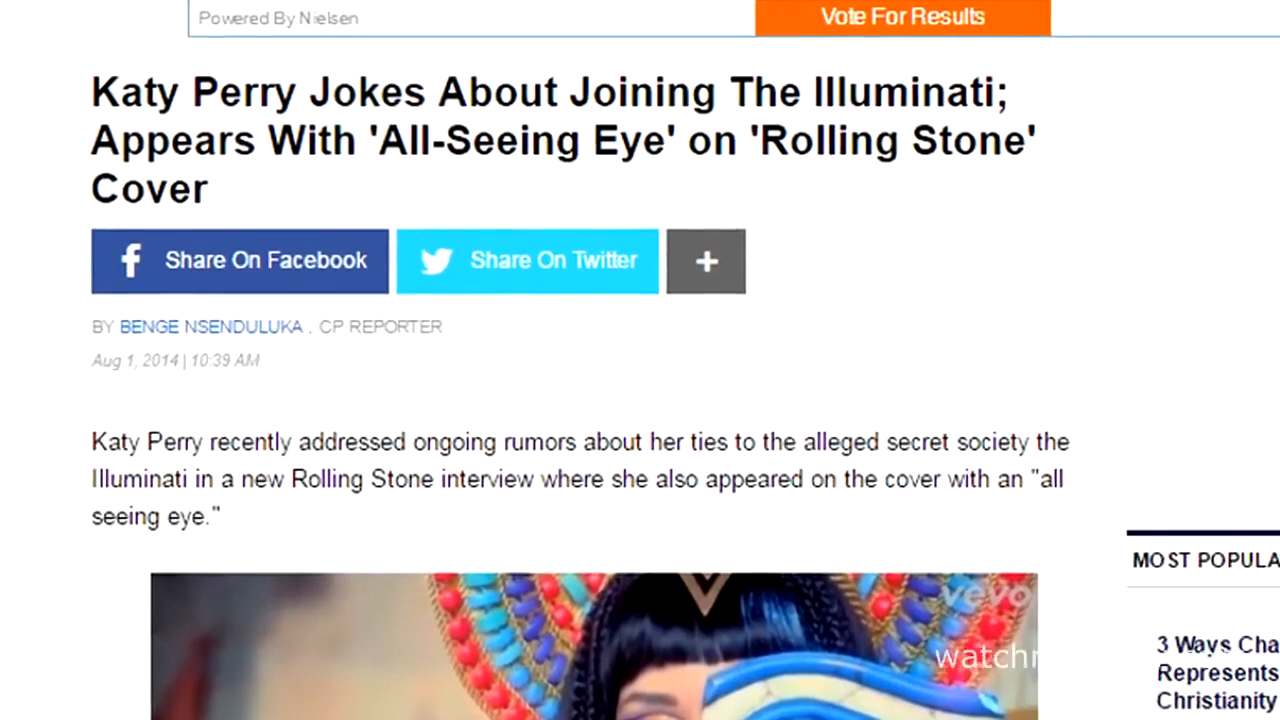 Powered By Nielsen
Vote For Results
Katy Perry Jokes About Joining The Illuminati;
Appears With 'All-Seeing Eye' on 'Rolling Stone'
Cover
Share On Facebook
Share On Twitter
+
BY BENGE NSENDULUKA , CP REPORTER
Aug 1, 2014 | 10:39 AM
Katy Perry recently addressed ongoing rumors about her ties to the alleged secret society the
Illuminati in a new Rolling Stone interview where she also appeared on the cover with an "all
seeing eye."
MOST POPULA
vevo
3 Ways Cha
watchr
Represents
Christianity